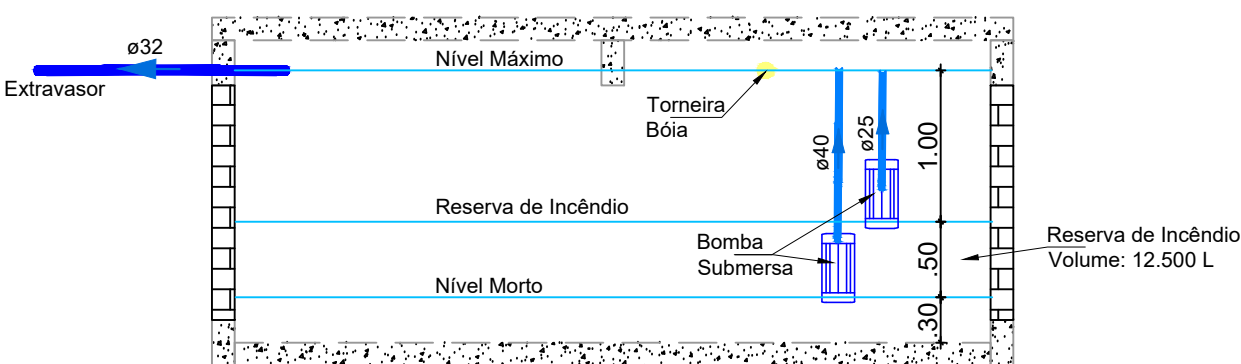 ø32
Extravasor
Nível Máximo
Torneira
Bóia
ø40
ø25
1.00
Reserva de Incêndio
Bomba
Submersa
.50
Reserva de Incêndio
Volume: 12.500 L
Nível Morto
.30